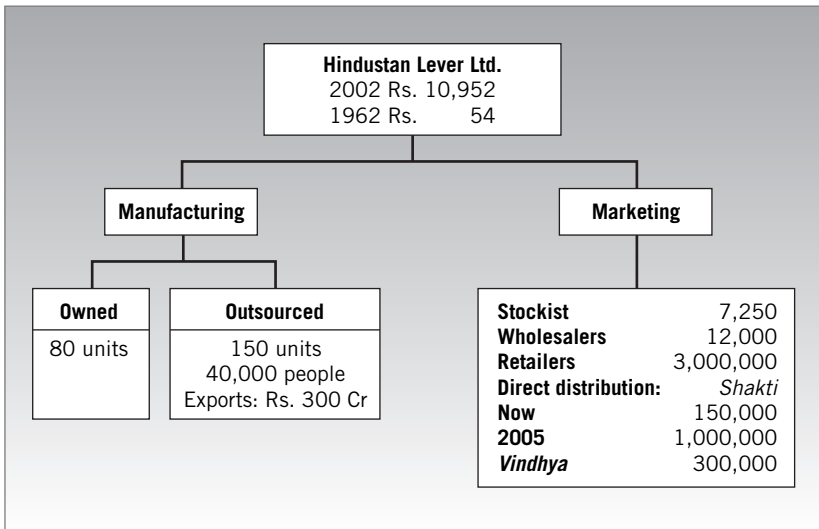 Hindustan Lever Ltd.
2002 Rs. 10,952
1962 Rs. 54
Manufacturing
Marketing
Owned
80 units
Outsourced
150 units
40,000 people
Exports: Rs. 300 Cr
Stockist 7,250
Wholesalers 12,000
Retailers 3,000,000
Direct distribution: Shakti
Now 150,000
2005 1,000,000
Vindhya 300,000